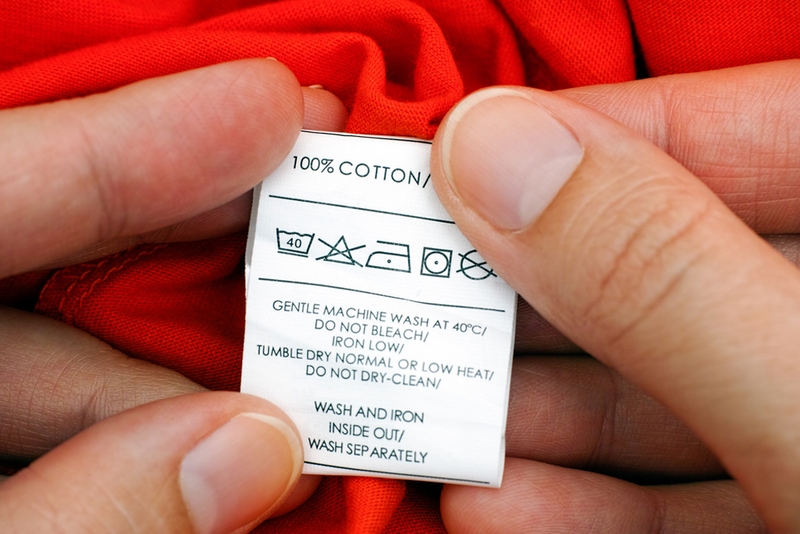 100% COTTON/
40
GENTLE MACHINE WASH AT 40°C/
DO NOT BLEACH/
IRON LOW/
TUMBLE DRY NORMAL OR LOW HEAT/
DO NOT DRY-CLEAN/
WASH AND IRON
INSIDE OUT/
WASH SEPARATELY